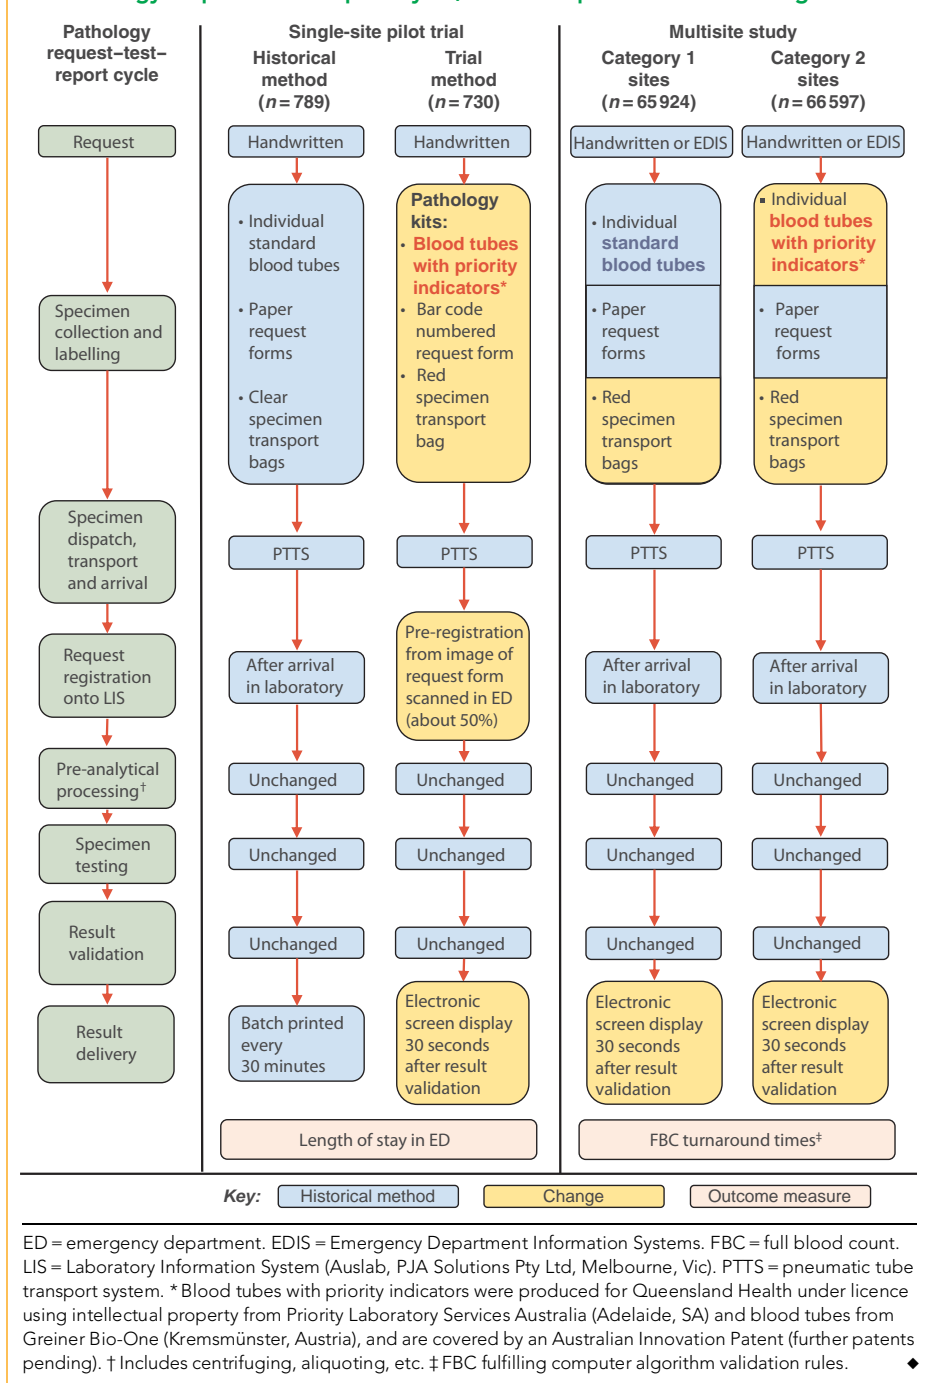 Pathology
request–test–
report cycle
Single-site pilot trial
Multisite study
Historical
method
(n = 789)
Trial
method
(n = 730)
Category 1
sites
(n = 65 924)
Category 2
sites
(n = 66 597)
Request
Handwritten
Handwritten
Handwritten or EDIS
Handwritten or EDIS
Specimen
collection and
labelling
• Individual
standard
blood tubes
• Paper
request
forms
• Clear
specimen
transport
bags
Pathology
kits:
• Blood tubes
with priority
indicators*
• Bar code
numbered
request form
• Red
specimen
transport
bag
• Individual
standard
blood tubes
• Paper
request
forms
• Red
specimen
transport
bags
▪ Individual
blood tubes
with priority
indicators*
• Paper
request
forms
• Red
specimen
transport
bags
Specimen
dispatch,
transport
and arrival
PTTS
PTTS
PTTS
PTTS
Request
registration
onto LIS
After arrival
in laboratory
Pre-registration
from image of
request form
scanned in ED
(about 50%)
After arrival
in laboratory
After arrival
in laboratory
Pre-analytical
processing†
Unchanged
Unchanged
Unchanged
Unchanged
Specimen
testing
Unchanged
Unchanged
Unchanged
Unchanged
Result
validation
Unchanged
Unchanged
Unchanged
Unchanged
Result
delivery
Batch printed
every
30 minutes
Electronic
screen display
30 seconds
after result
validation
Electronic
screen display
30 seconds
after result
validation
Electronic
screen display
30 seconds
after result
validation
Length of stay in ED
FBC turnaround times‡
Key:
Historical method
Change
Outcome measure
ED = emergency department. EDIS = Emergency Department Information Systems. FBC = full blood count.
LIS = Laboratory Information System (Auslab, PJA Solutions Pty Ltd, Melbourne, Vic). PTTS = pneumatic tube
transport system. * Blood tubes with priority indicators were produced for Queensland Health under licence
using intellectual property from Priority Laboratory Services Australia (Adelaide, SA) and blood tubes from
Greiner Bio-One (Kremsmünster, Austria), and are covered by an Australian Innovation Patent (further patents
pending). † Includes centrifuging, aliquoting, etc. ‡ FBC fulfilling computer algorithm validation rules. ◆